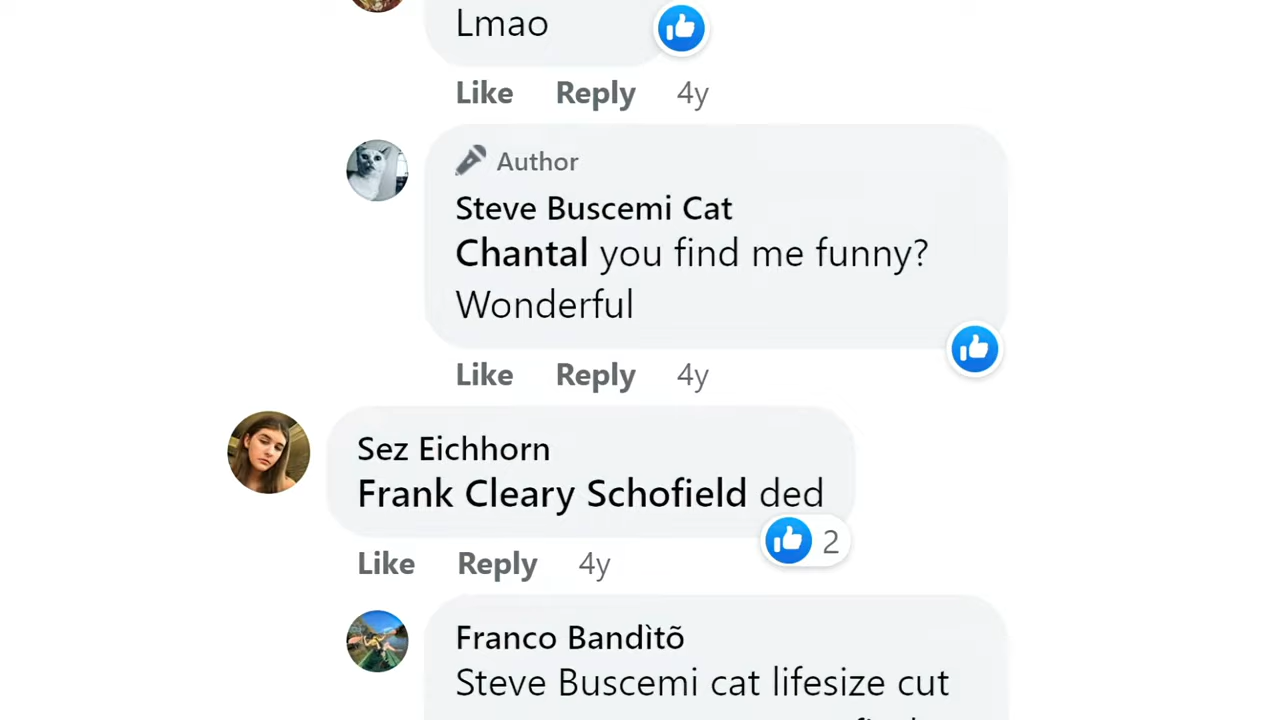 Lmao
Like Reply 4y
Author
Steve Buscemi Cat
Chantal you find me funny?
Wonderful
Like Reply 4y
Sez Eichhorn
Frank Cleary Schofield ded
2
Like Reply 4y
Franco Bandìtõ
Steve Buscemi cat lifesize cut